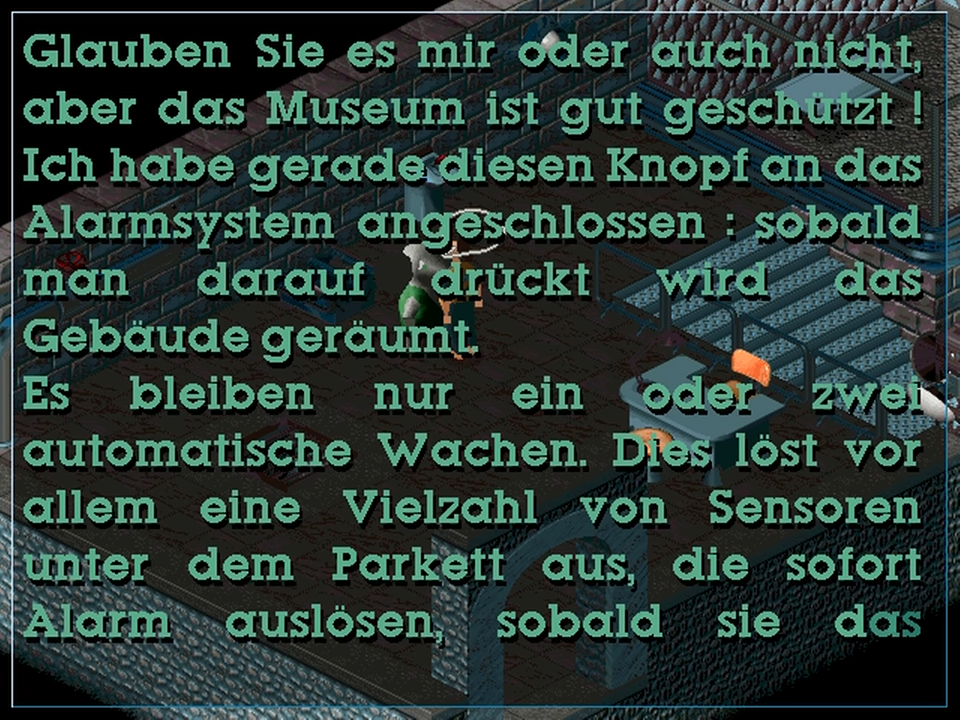 Glauben Sie es mir oder auch nicht,
aber das Museum ist gut geschützt !
Ich habe gerade diesen Knopf an das
Alarmsystem angeschlossen : sobald
man darauf drückt wird das
Gebäude geräumt.
Es bleiben nur ein oder zwei
automatische Wachen. Dies löst vor
allem eine Vielzahl von Sensoren
unter dem Parkett aus, die sofort
Alarm auslösen, sobald sie das